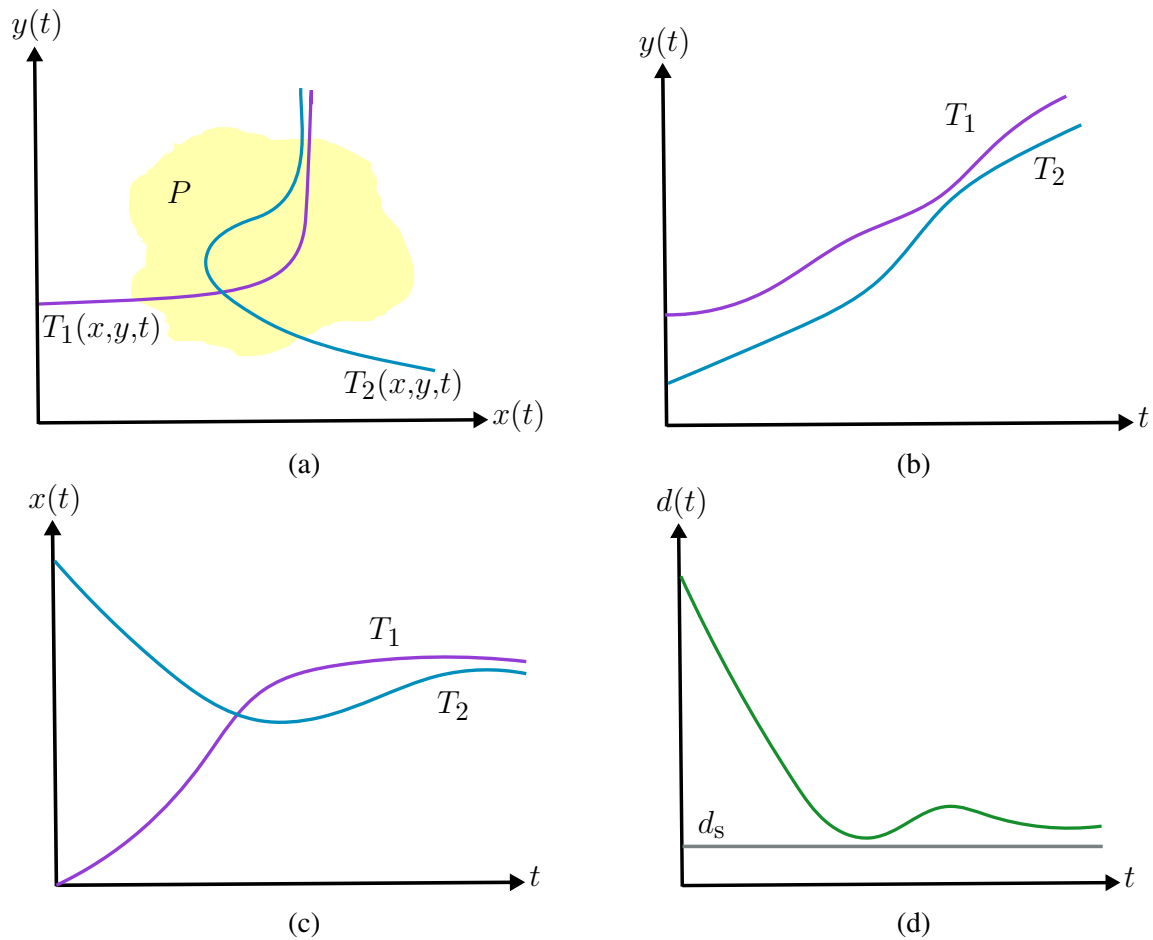 y(t)
P
T₁(x,y,t)
T₂(x,y,t)
x(t)
(a)
y(t)
T₁
T₂
t
(b)
x(t)
T₁
T₂
t
(c)
d(t)
dₛ
t
(d)